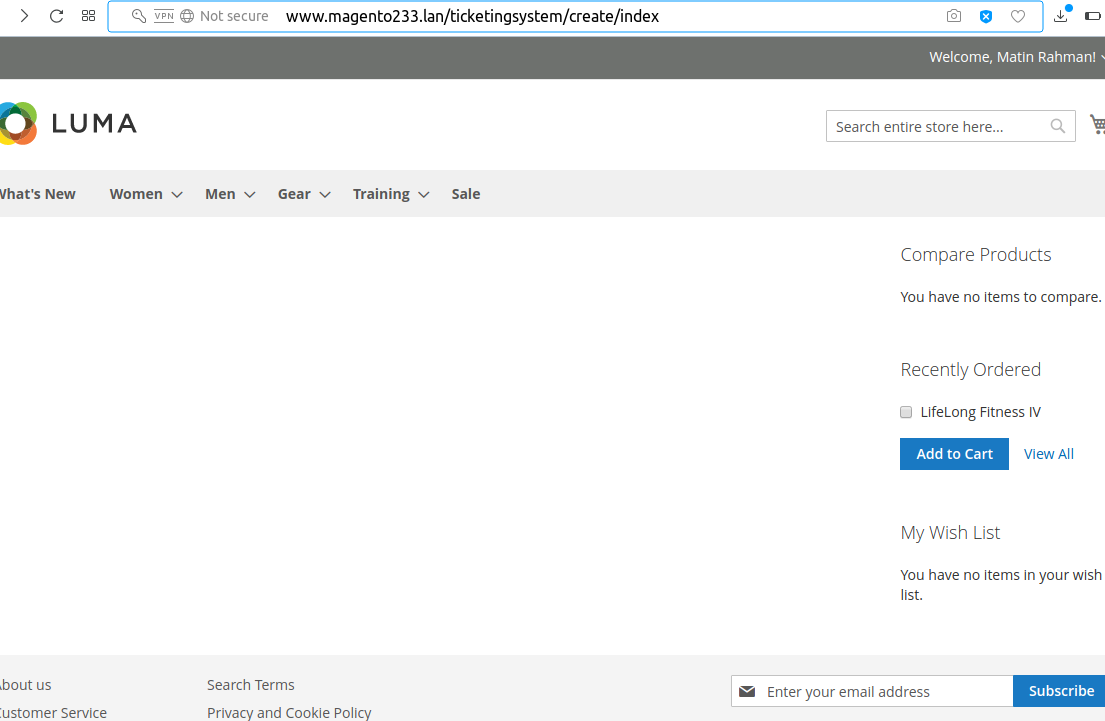 VPN Not secure www.magento233.lan/ticketingsystem/create/index
Welcome, Matin Rahman!
LUMA
Search entire store here...
What's New Women Men Gear Training Sale
Compare Products
You have no items to compare.
Recently Ordered
LifeLong Fitness IV
Add to Cart View All
My Wish List
You have no items in your wish
list.
About us Search Terms Enter your email address Subscribe
Customer Service Privacy and Cookie Policy